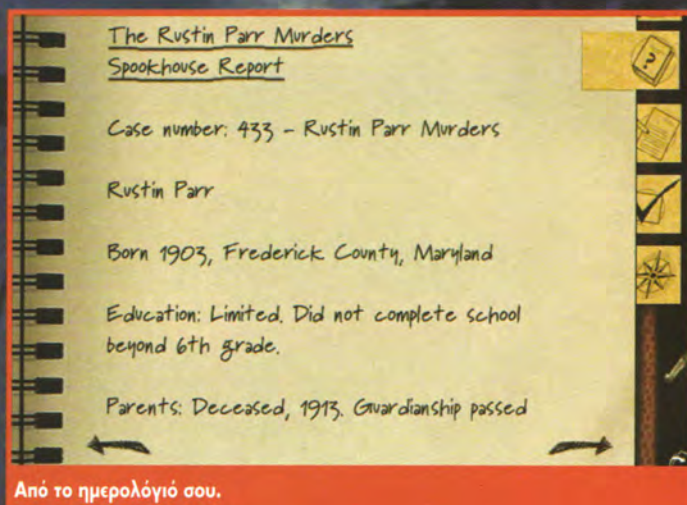 The Rustin Parr Murders
Spookhouse Report
Case number: 433 - Rustin Parr Murders
Rustin Parr
Born 1903, Frederick County, Maryland
Education: Limited. Did not complete school
beyond 6th grade.
Parents: Deceased, 1913. Guardianship passed
Από το ημερολόγιό σου.